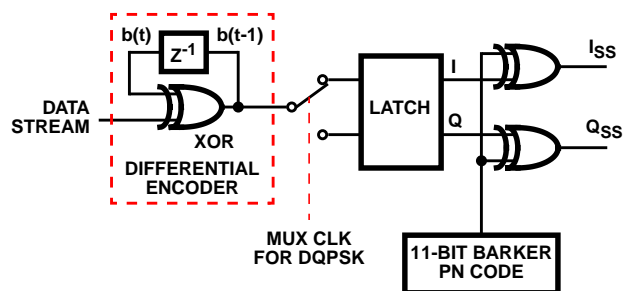 b(t)
b(t-1)
Z-1
DATA
STREAM
XOR
DIFFERENTIAL
ENCODER
MUX CLK
FOR DQPSK
LATCH
I
Q
ISS
QSS
11-BIT BARKER
PN CODE